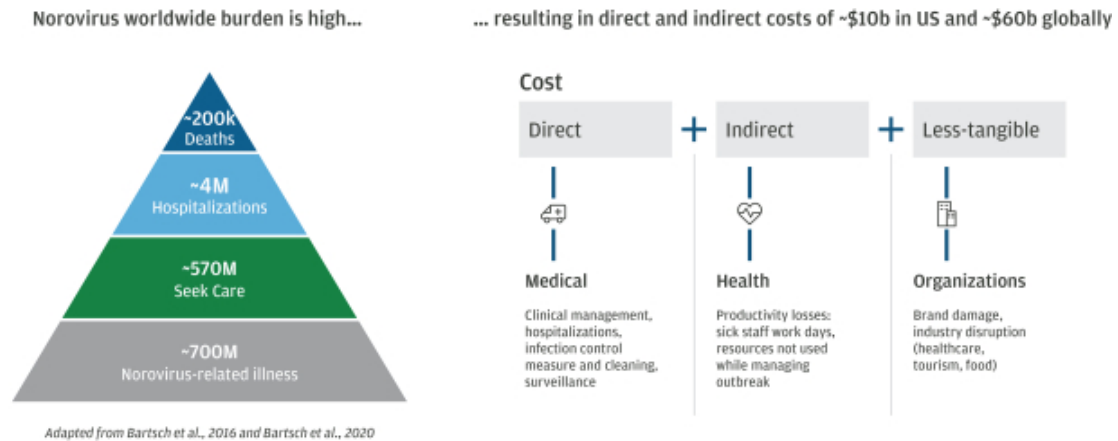 Norovirus worldwide burden is high...
~200k
Deaths
~4M
Hospitalizations
~570M
Seek Care
~700M
Norovirus-related illness
Adapted from Bartsch et al., 2016 and Bartsch et al., 2020
... resulting in direct and indirect costs of ~$10b in US and ~$60b globally
Cost
Direct
+
Indirect
+
Less-tangible
Medical
Clinical management,
hospitalizations,
infection control
measure and cleaning,
surveillance
Health
Productivity losses:
sick staff work days,
resources not used
while managing
outbreak
Organizations
Brand damage,
industry disruption
(healthcare,
tourism, food)